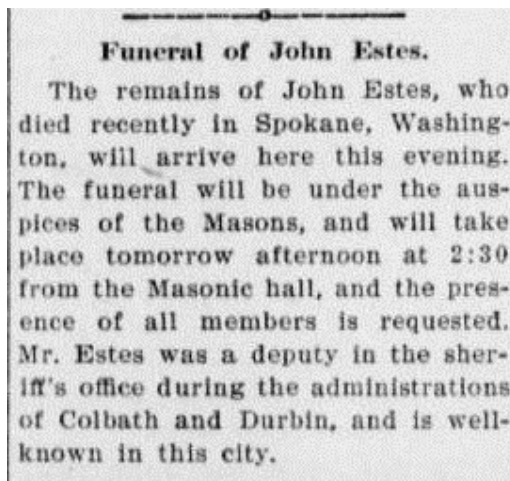 Funeral of John Estes.
The remains of John Estes, who
died recently in Spokane, Washing-
ton, will arrive here this evening.
The funeral will be under the aus-
pices of the Masons, and will take
place tomorrow afternoon at 2:30
from the Masonic hall, and the pres-
ence of all members is requested.
Mr. Estes was a deputy in the sher-
iff's office during the administrations
of Colbath and Durbin, and is well-
known in this city.